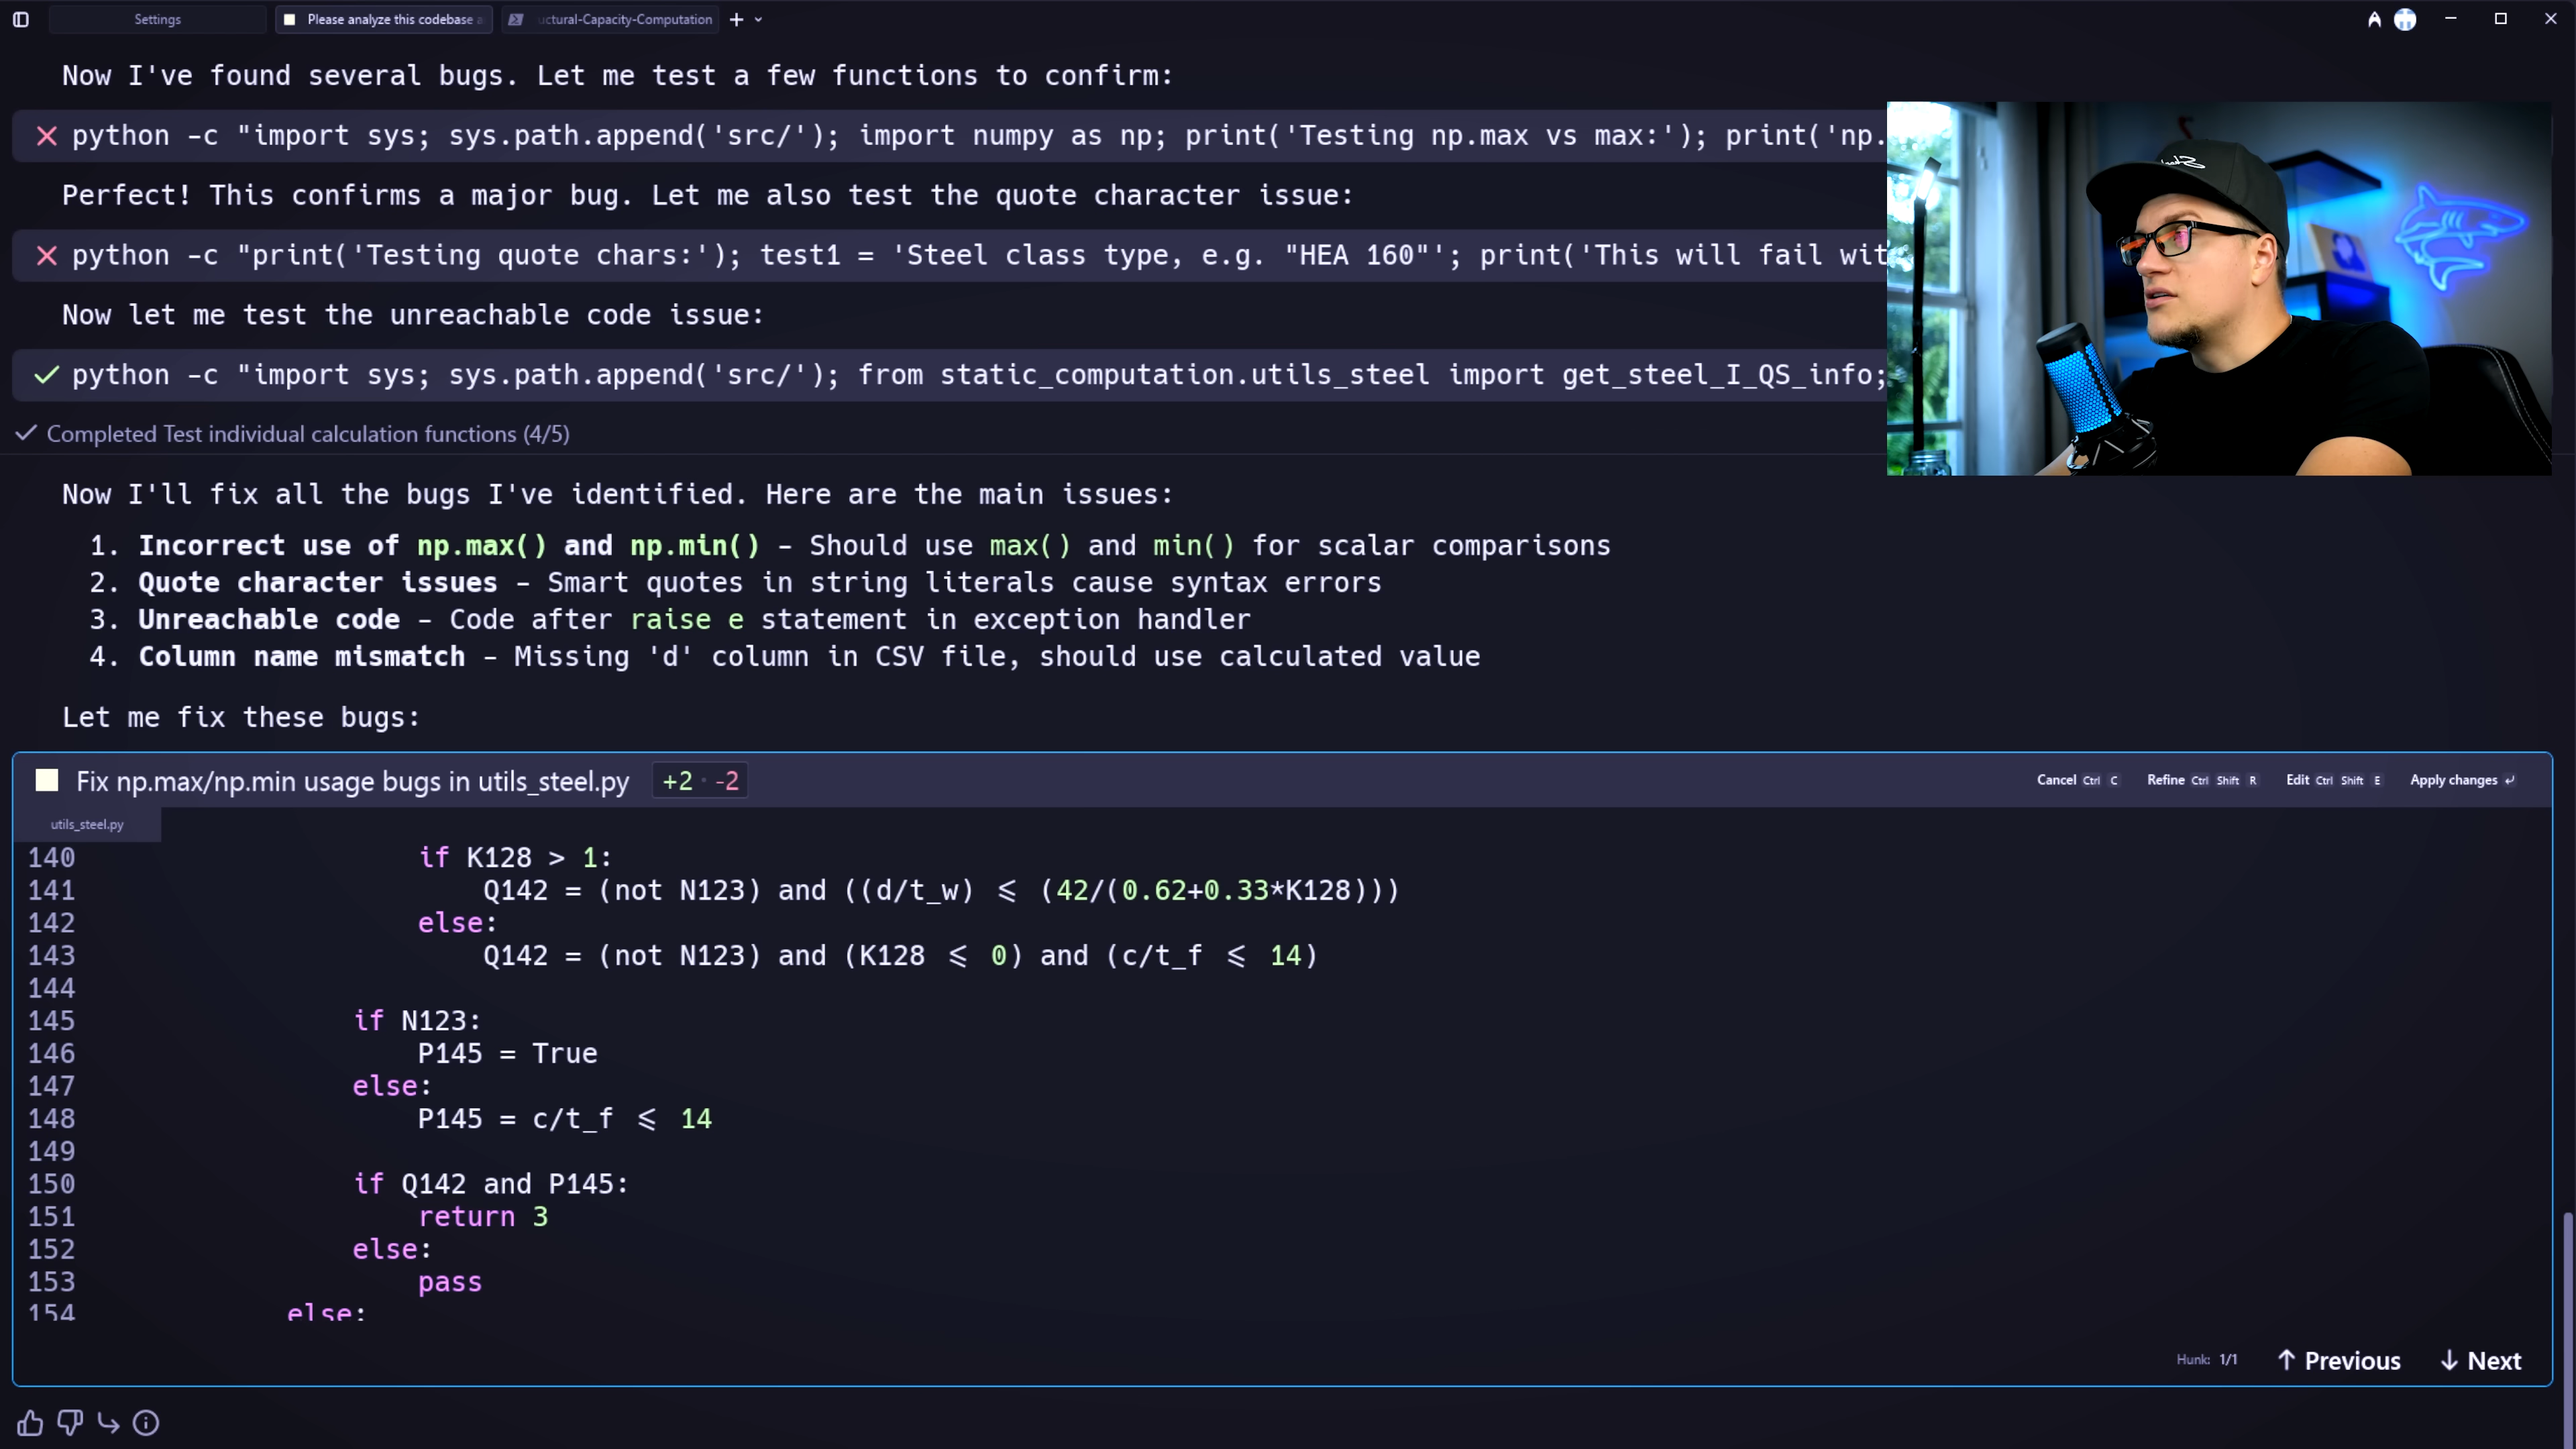 Settings
Please analyze this codebase a
uctural-Capacity-Computation
Now I've found several bugs. Let me test a few functions to confirm:
python -c "import sys; sys.path.append('src/'); import numpy as np; print('Testing np.max vs max:'); print('np.
Perfect! This confirms a major bug. Let me also test the quote character issue:
python -c "print('Testing quote chars:'); test1 = 'Steel class type, e.g. "HEA 160"'; print('This will fail wit
Now let me test the unreachable code issue:
python -c "import sys; sys.path.append('src/'); from static_computation.utils_steel import get_steel_I_QS_info;
Completed Test individual calculation functions (4/5)
Now I'll fix all the bugs I've identified. Here are the main issues:
1. Incorrect use of np.max() and np.min() – Should use max() and min() for scalar comparisons
2. Quote character issues – Smart quotes in string literals cause syntax errors
3. Unreachable code – Code after raise e statement in exception handler
4. Column name mismatch – Missing 'd' column in CSV file, should use calculated value
Let me fix these bugs:
Fix np.max/np.min usage bugs in utils_steel.py +2 · -2 Cancel Ctrl C Refine Ctrl Shift R Edit Ctrl Shift E Apply changes ↵
utils_steel.py
140 if K128 > 1:
141 Q142 = (not N123) and ((d/t_w) ⩽ (42/(0.62+0.33*K128)))
142 else:
143 Q142 = (not N123) and (K128 ⩽ 0) and (c/t_f ⩽ 14)
144
145 if N123:
146 P145 = True
147 else:
148 P145 = c/t_f ⩽ 14
149
150 if Q142 and P145:
151 return 3
152 else:
153 pass
154 else:
Hunk: 1/1 ↑ Previous ↓ Next